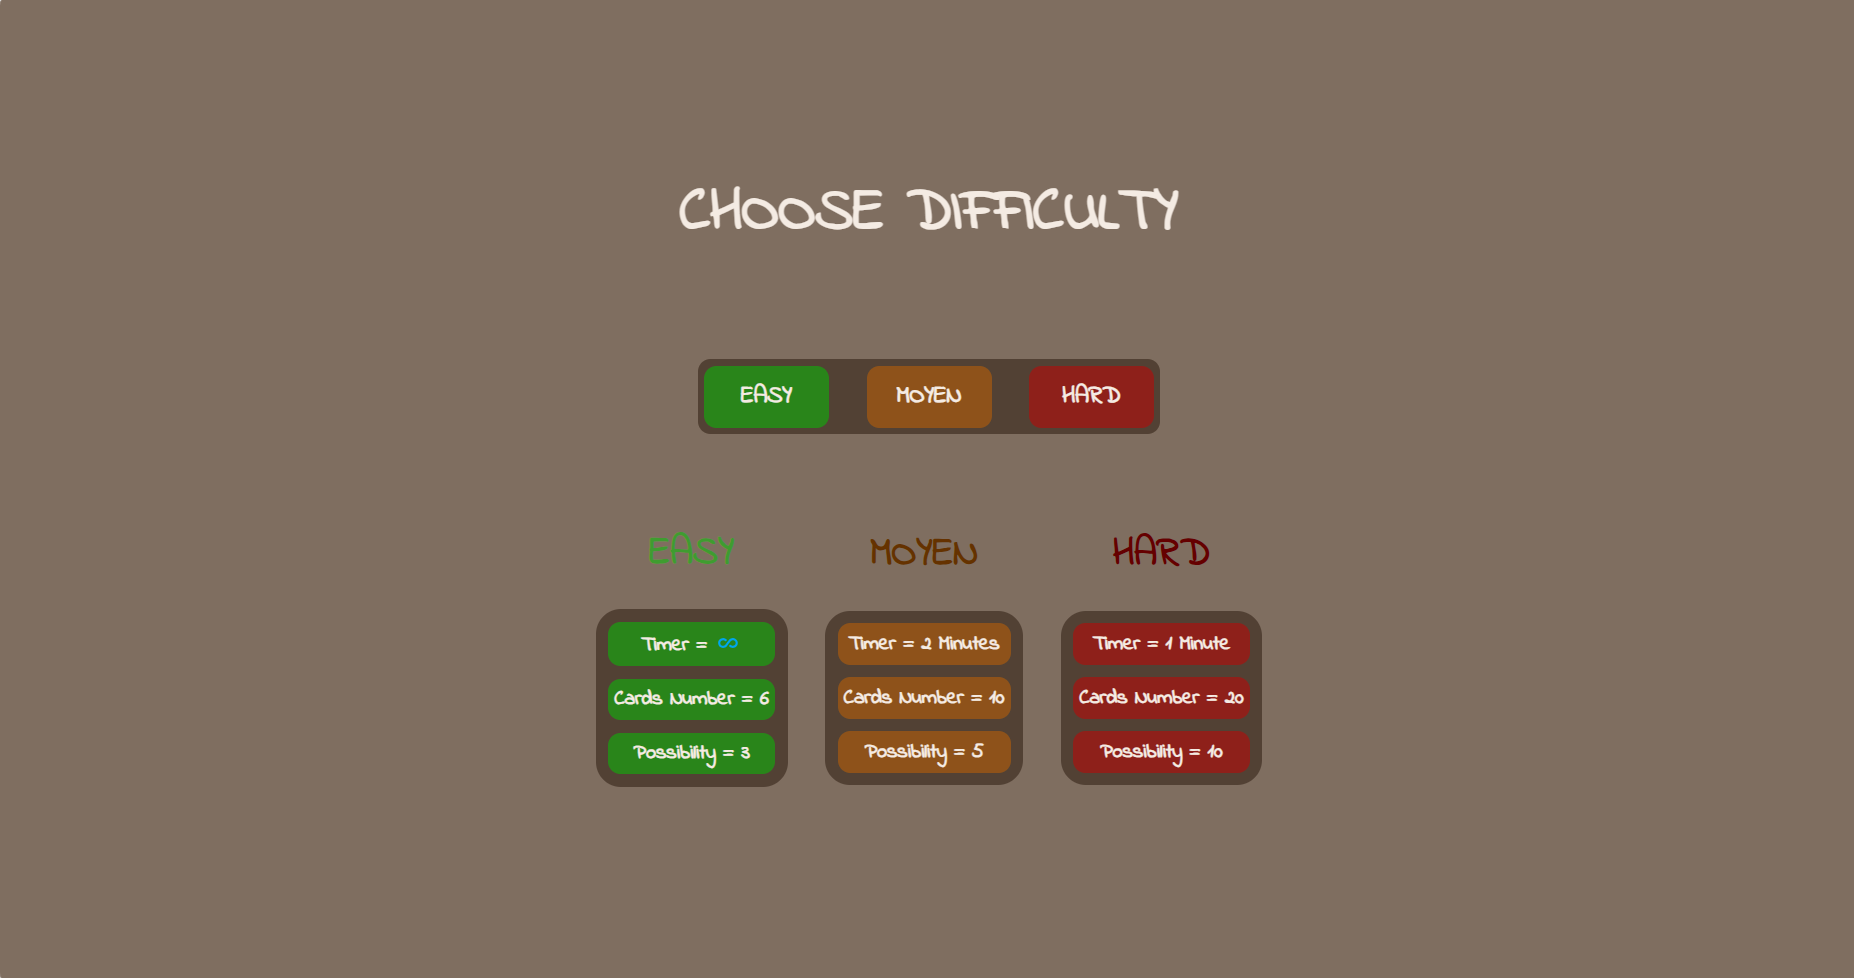 CHOOSE DIFFICULTY
EASY MOYEN HARD
EASY MOYEN HARD
Timer = ∞ Timer = 2 Minutes Timer = 1 Minute
Cards Number = 6 Cards Number = 10 Cards Number = 20
Possibility = 3 Possibility = 5 Possibility = 10